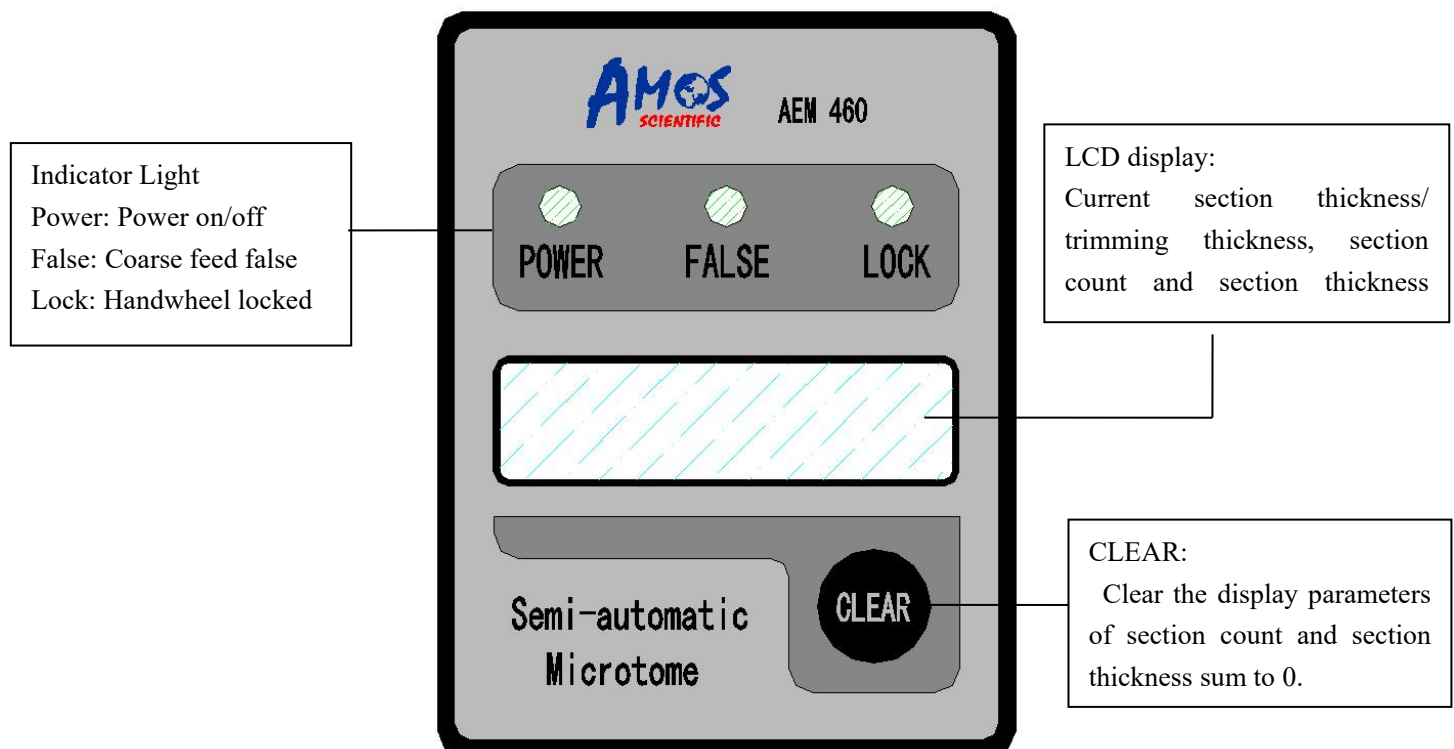 AMOS
SCIENTIFIC
AEM 460
Indicator Light
Power: Power on/off
False: Coarse feed false
Lock: Handwheel locked
POWER FALSE LOCK
LCD display:
Current section thickness/
trimming thickness, section
count and section thickness
CLEAR:
Clear the display parameters
of section count and section
thickness sum to 0.
CLEAR
Semi-automatic
Microtome